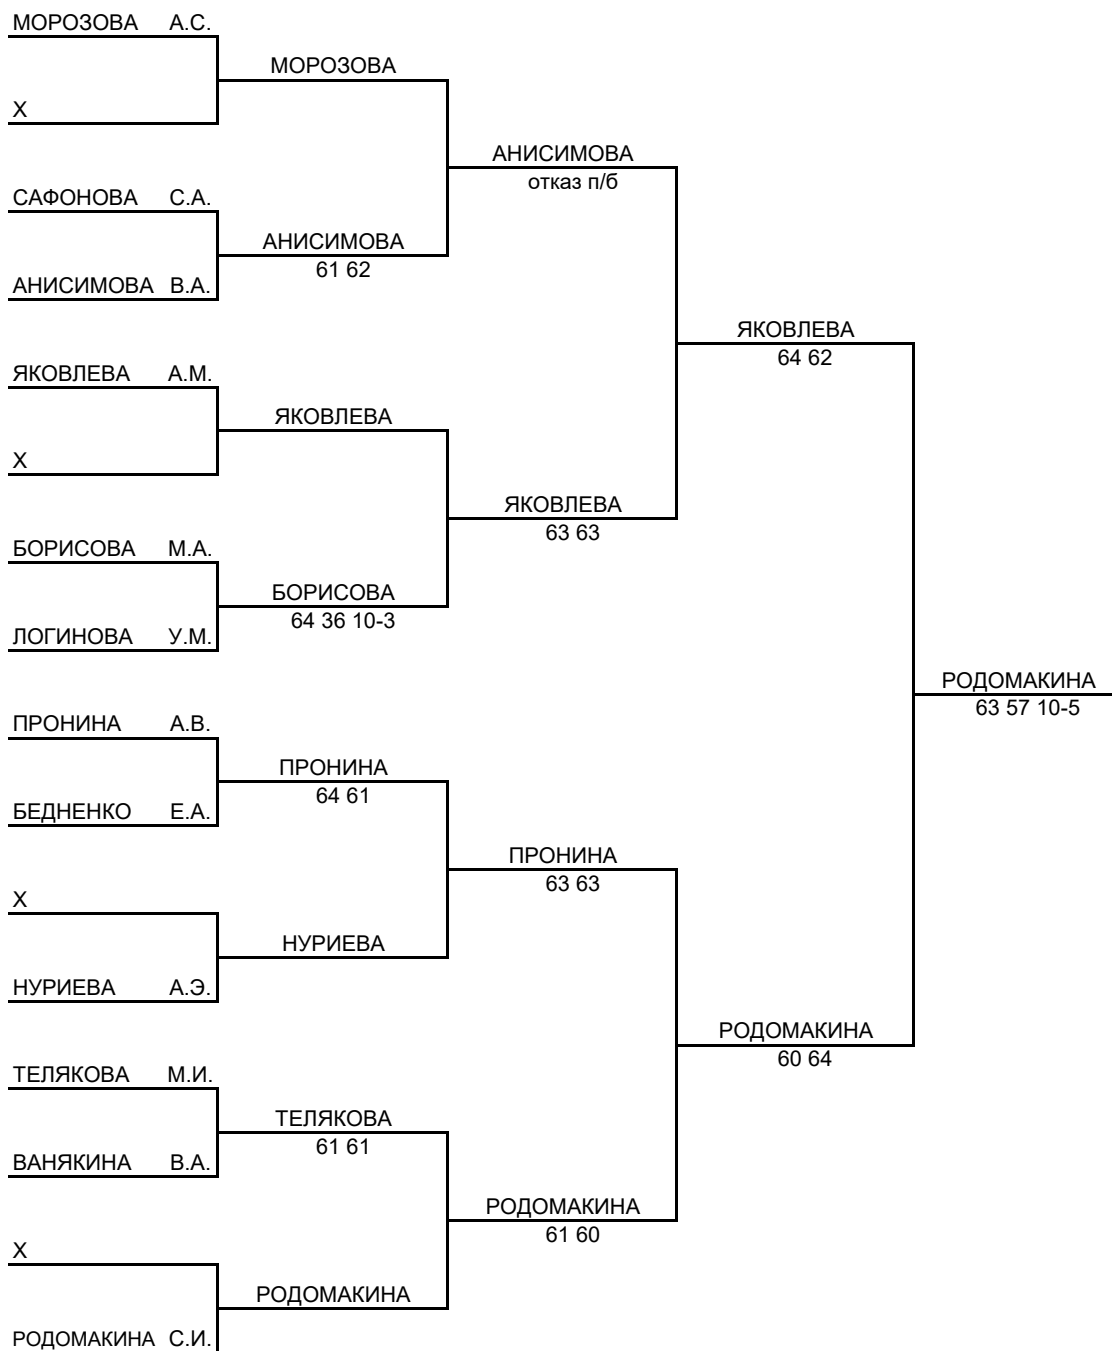 МОРОЗОВА А.С.
МОРОЗОВА
X
АНИСИМОВА
отказ п/б
САФОНОВА С.А.
АНИСИМОВА
61 62
АНИСИМОВА В.А.
ЯКОВЛЕВА
64 62
ЯКОВЛЕВА А.М.
ЯКОВЛЕВА
X
ЯКОВЛЕВА
63 63
БОРИСОВА М.А.
БОРИСОВА
64 36 10-3
ЛОГИНОВА У.М.
РОДОМАКИНА
63 57 10-5
ПРОНИНА А.В.
ПРОНИНА
64 61
БЕДНЕНКО Е.А.
ПРОНИНА
63 63
X
НУРИЕВА
НУРИЕВА А.Э.
РОДОМАКИНА
60 64
ТЕЛЯКОВА М.И.
ТЕЛЯКОВА
61 61
ВАНЯКИНА В.А.
РОДОМАКИНА
61 60
X
РОДОМАКИНА
РОДОМАКИНА С.И.